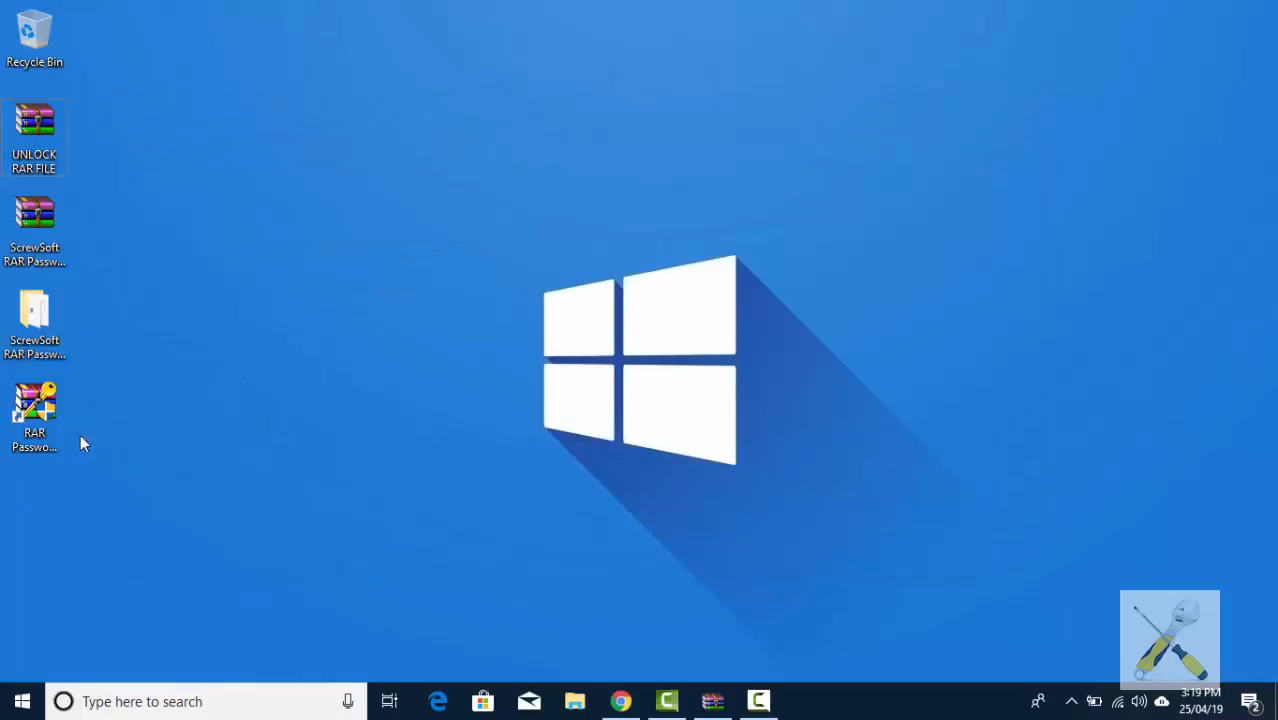 Recycle Bin
UNLOCK
RAR FILE
ScrewSoft
RAR Passw...
ScrewSoft
RAR Passw...
RAR
Passwo...
Type here to search
3:19 PM
25/04/19
2